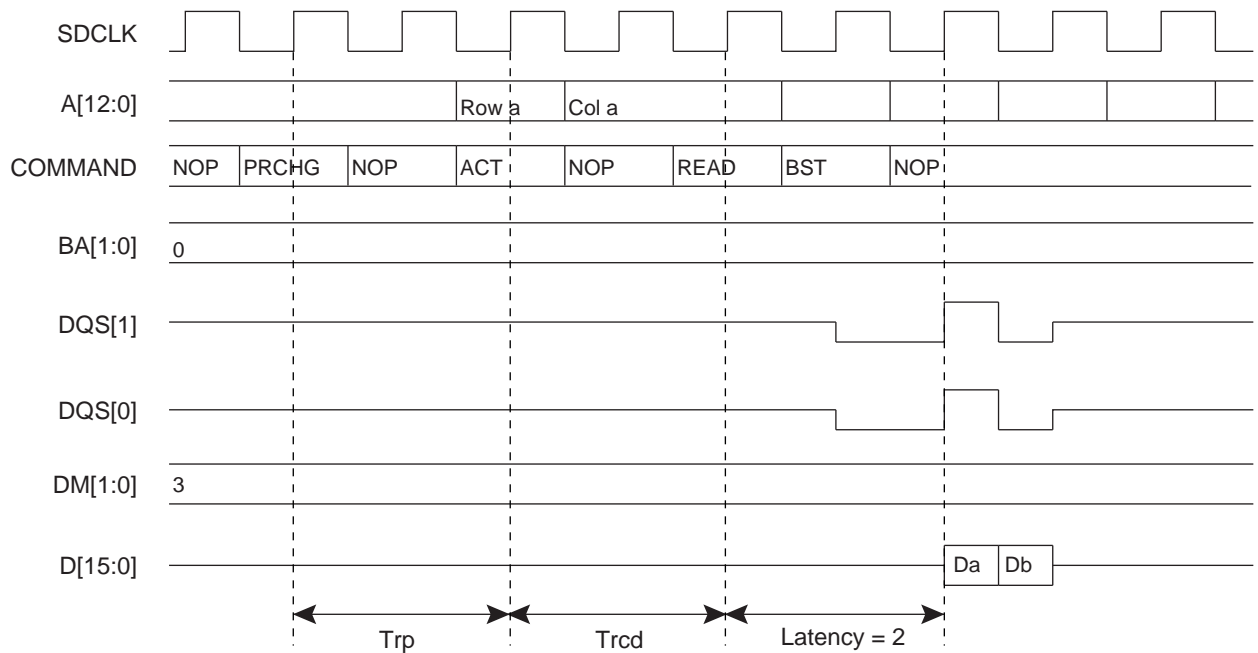 SDCLK
A[12:0] Row a Col a
COMMAND NOP PRCHG NOP ACT NOP READ BST NOP
BA[1:0] 0
DQS[1]
DQS[0]
DM[1:0] 3
D[15:0] Da Db
Trp Trcd Latency = 2